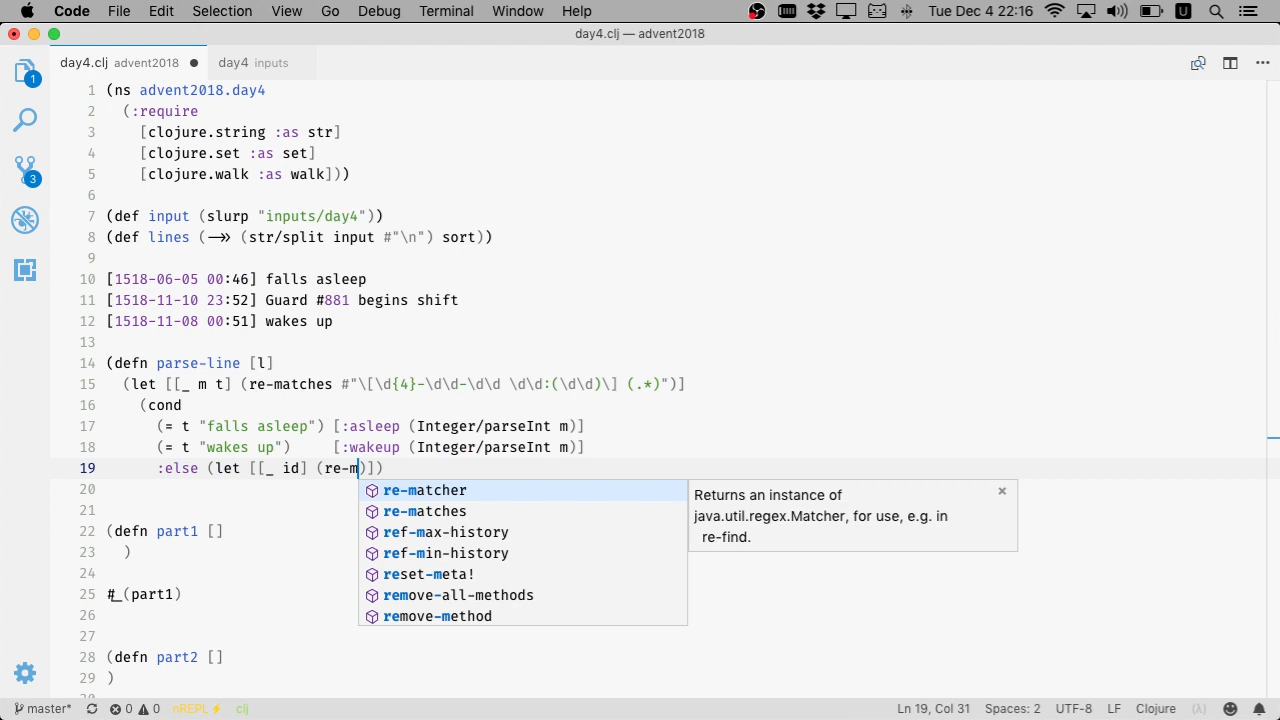 Code File Edit Selection View Go Debug Terminal Window Help Tue Dec 4 22:16 U
day4.clj — advent2018
day4.clj advent2018 ● day4 inputs
1 (ns advent2018.day4
2 (:require
3 [clojure.string :as str]
4 [clojure.set :as set]
5 [clojure.walk :as walk]))
6
7 (def input (slurp "inputs/day4"))
8 (def lines (->> (str/split input #"\n") sort))
9
10 [1518-06-05 00:46] falls asleep
11 [1518-11-10 23:52] Guard #881 begins shift
12 [1518-11-08 00:51] wakes up
13
14 (defn parse-line [l]
15 (let [[_ m t] (re-matches #"\[\d{4}-\d\d-\d\d \d\d:(\d\d)\] (.*)")]
16 (cond
17 (= t "falls asleep") [:asleep (Integer/parseInt m)]
18 (= t "wakes up") [:wakeup (Integer/parseInt m)]
19 :else (let [[_ id] (re-m)])
20 re-matcher Returns an instance of
21 re-matches java.util.regex.Matcher, for use, e.g. in
22 (defn part1 [] ref-max-history re-find.
23 ) ref-min-history
24 reset-meta!
25 #_(part1) remove-all-methods
26 remove-method
27
28 (defn part2 []
29 )
master* 0 0 nREPL⚡ clj Ln 19, Col 31 Spaces: 2 UTF-8 LF Clojure (λ)
1
3